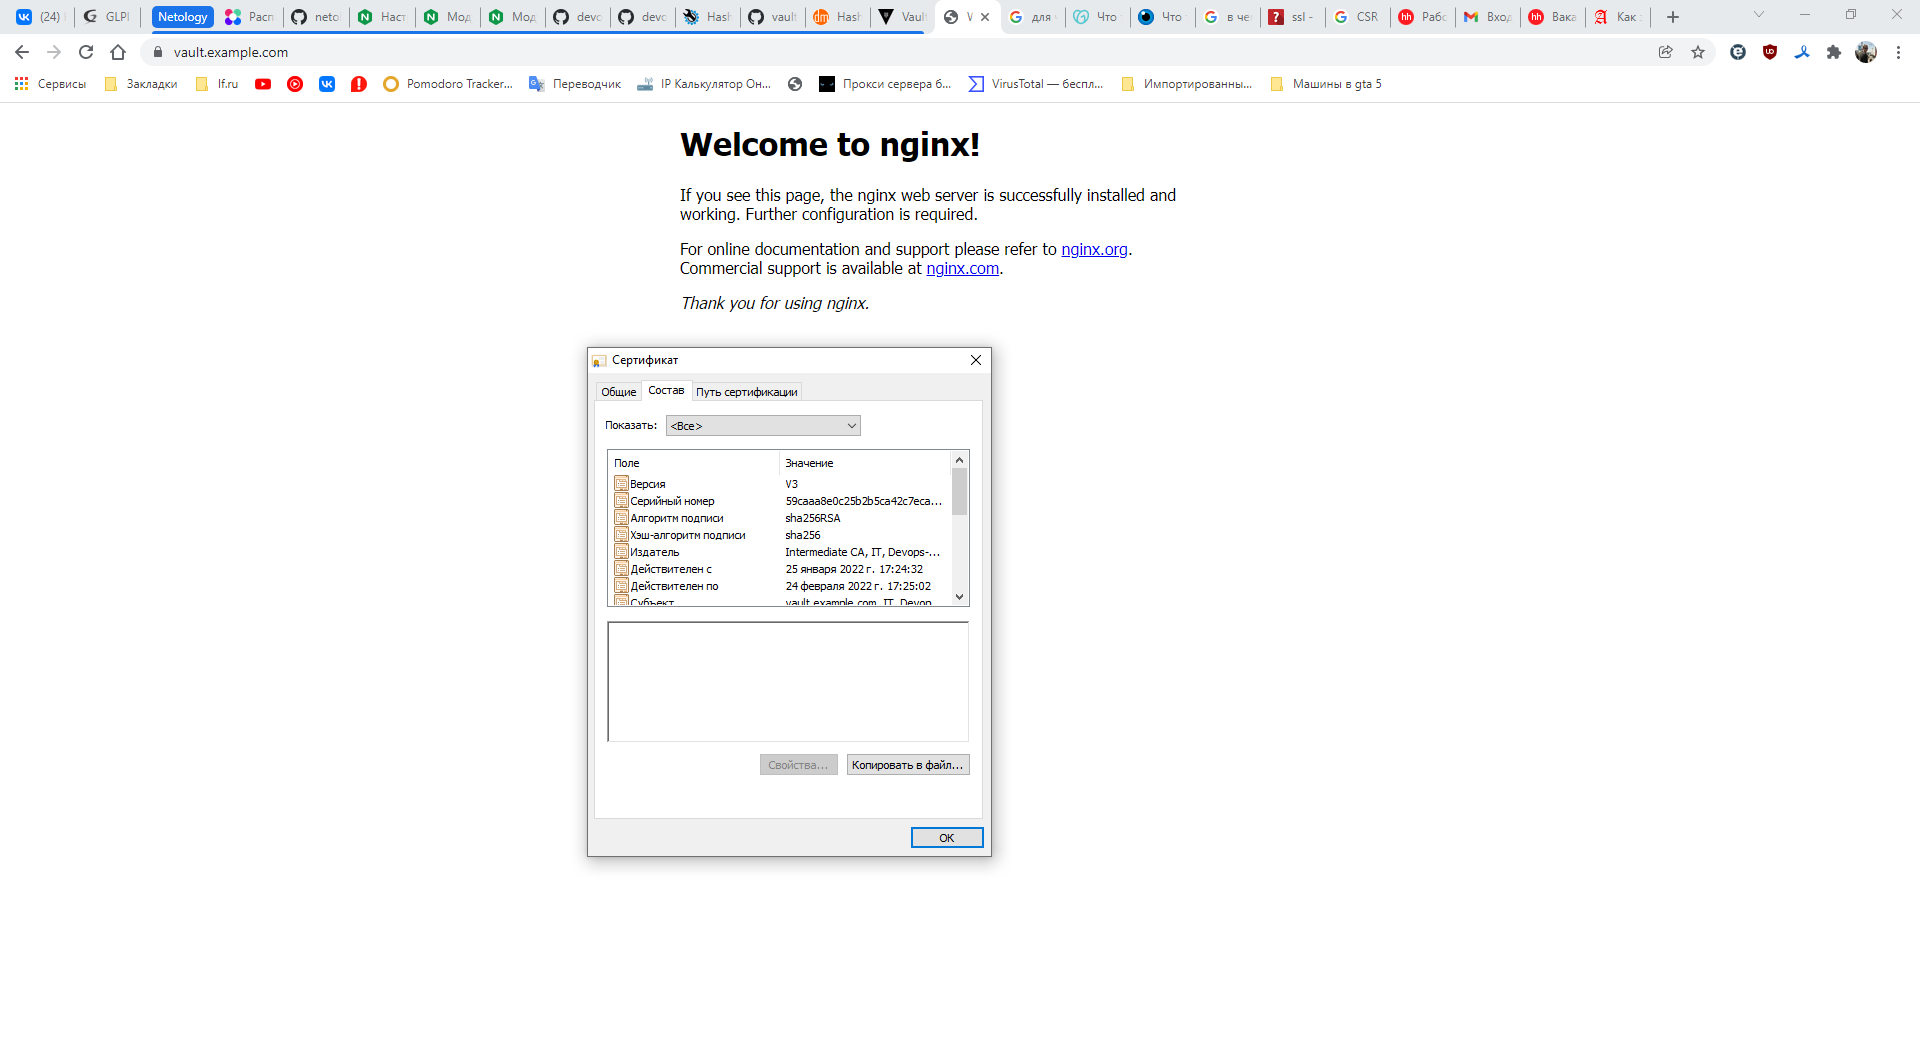 (24)
GLPI
Netology
Расп
neto
Наст
Мод
Мод
devo
devo
Hash
vault
Hash
Vault
для
Что
Что
в че
ssl -
CSR
Рабо
Вход
Вака
Как
vault.example.com
Сервисы
Закладки
lf.ru
Pomodoro Tracker...
Переводчик
IP Калькулятор Он...
Прокси сервера б...
VirusTotal — беспл...
Импортированны...
Машины в gta 5
Welcome to nginx!
If you see this page, the nginx web server is successfully installed and
working. Further configuration is required.
For online documentation and support please refer to nginx.org.
Commercial support is available at nginx.com.
Thank you for using nginx.
Сертификат
Общие
Состав
Путь сертификации
Показать:
<Все>
Поле Значение
Версия V3
Серийный номер 59caaa8e0c25b2b5ca42c7eca...
Алгоритм подписи sha256RSA
Хэш-алгоритм подписи sha256
Издатель Intermediate CA, IT, Devops-...
Действителен с 25 января 2022 г. 17:24:32
Действителен по 24 февраля 2022 г. 17:25:02
Субъект vault.example.com, IT, Devop
Свойства...
Копировать в файл...
ОК